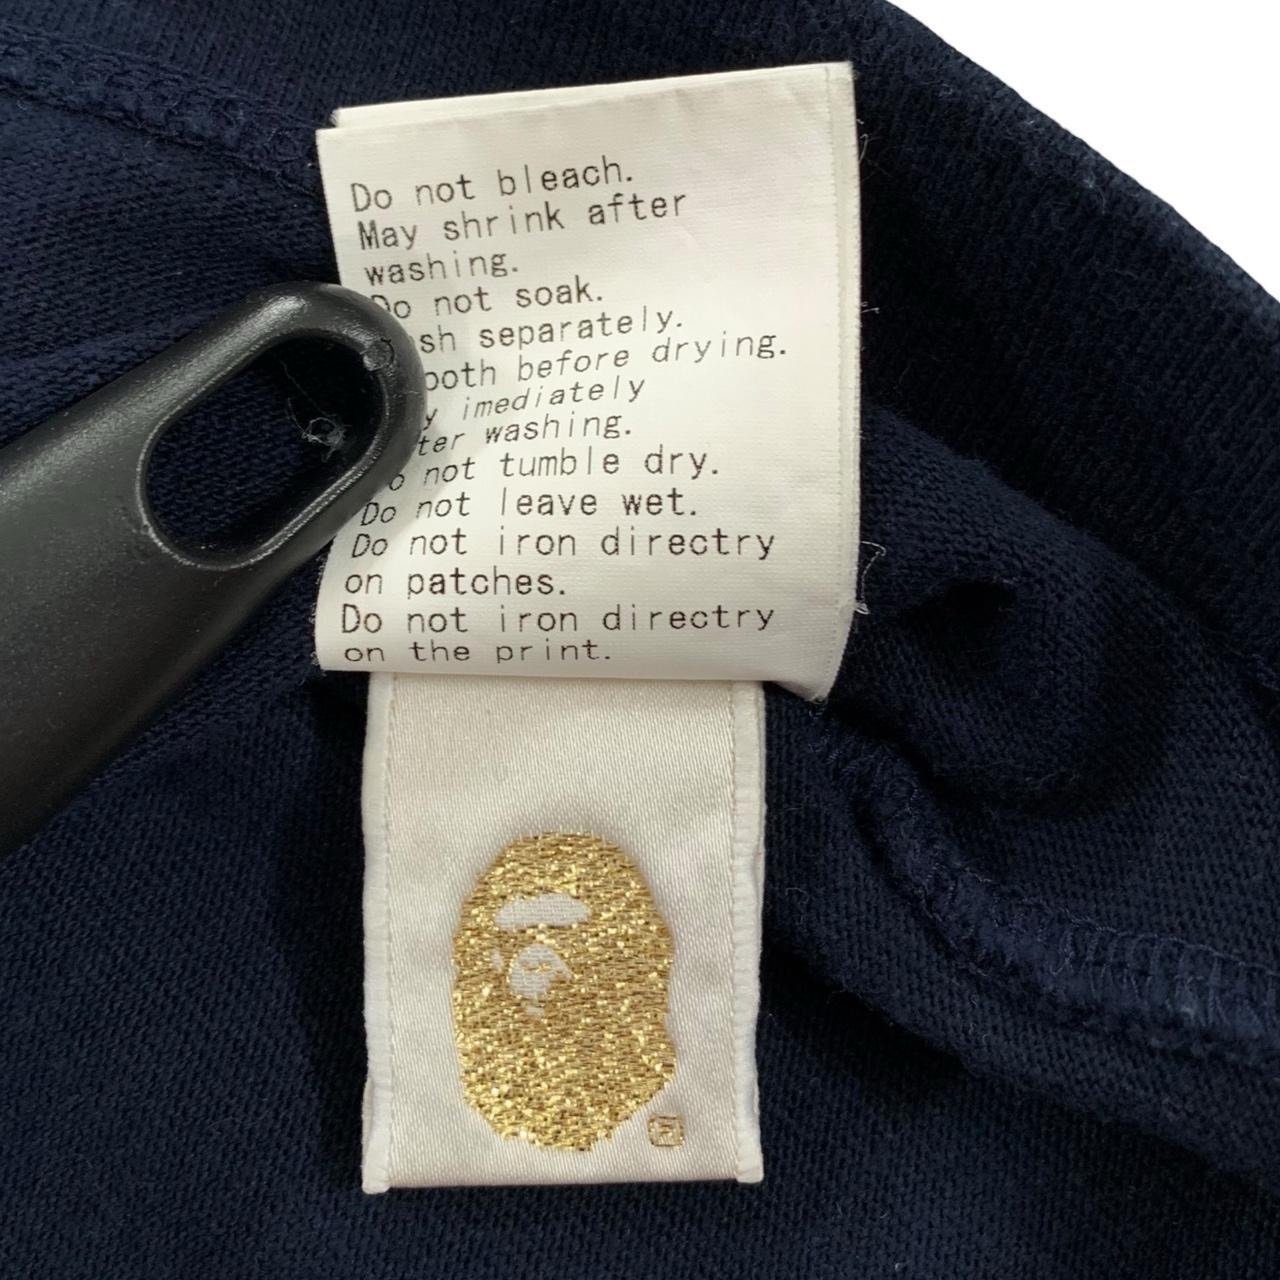 Do not bleach.
May shrink after
washing.
Do not soak.
sh separately.
ooth before drying.
y imediately
ter washing.
Do not tumble dry.
Do not leave wet.
Do not iron directry
on patches.
Do not iron directry
on the print.